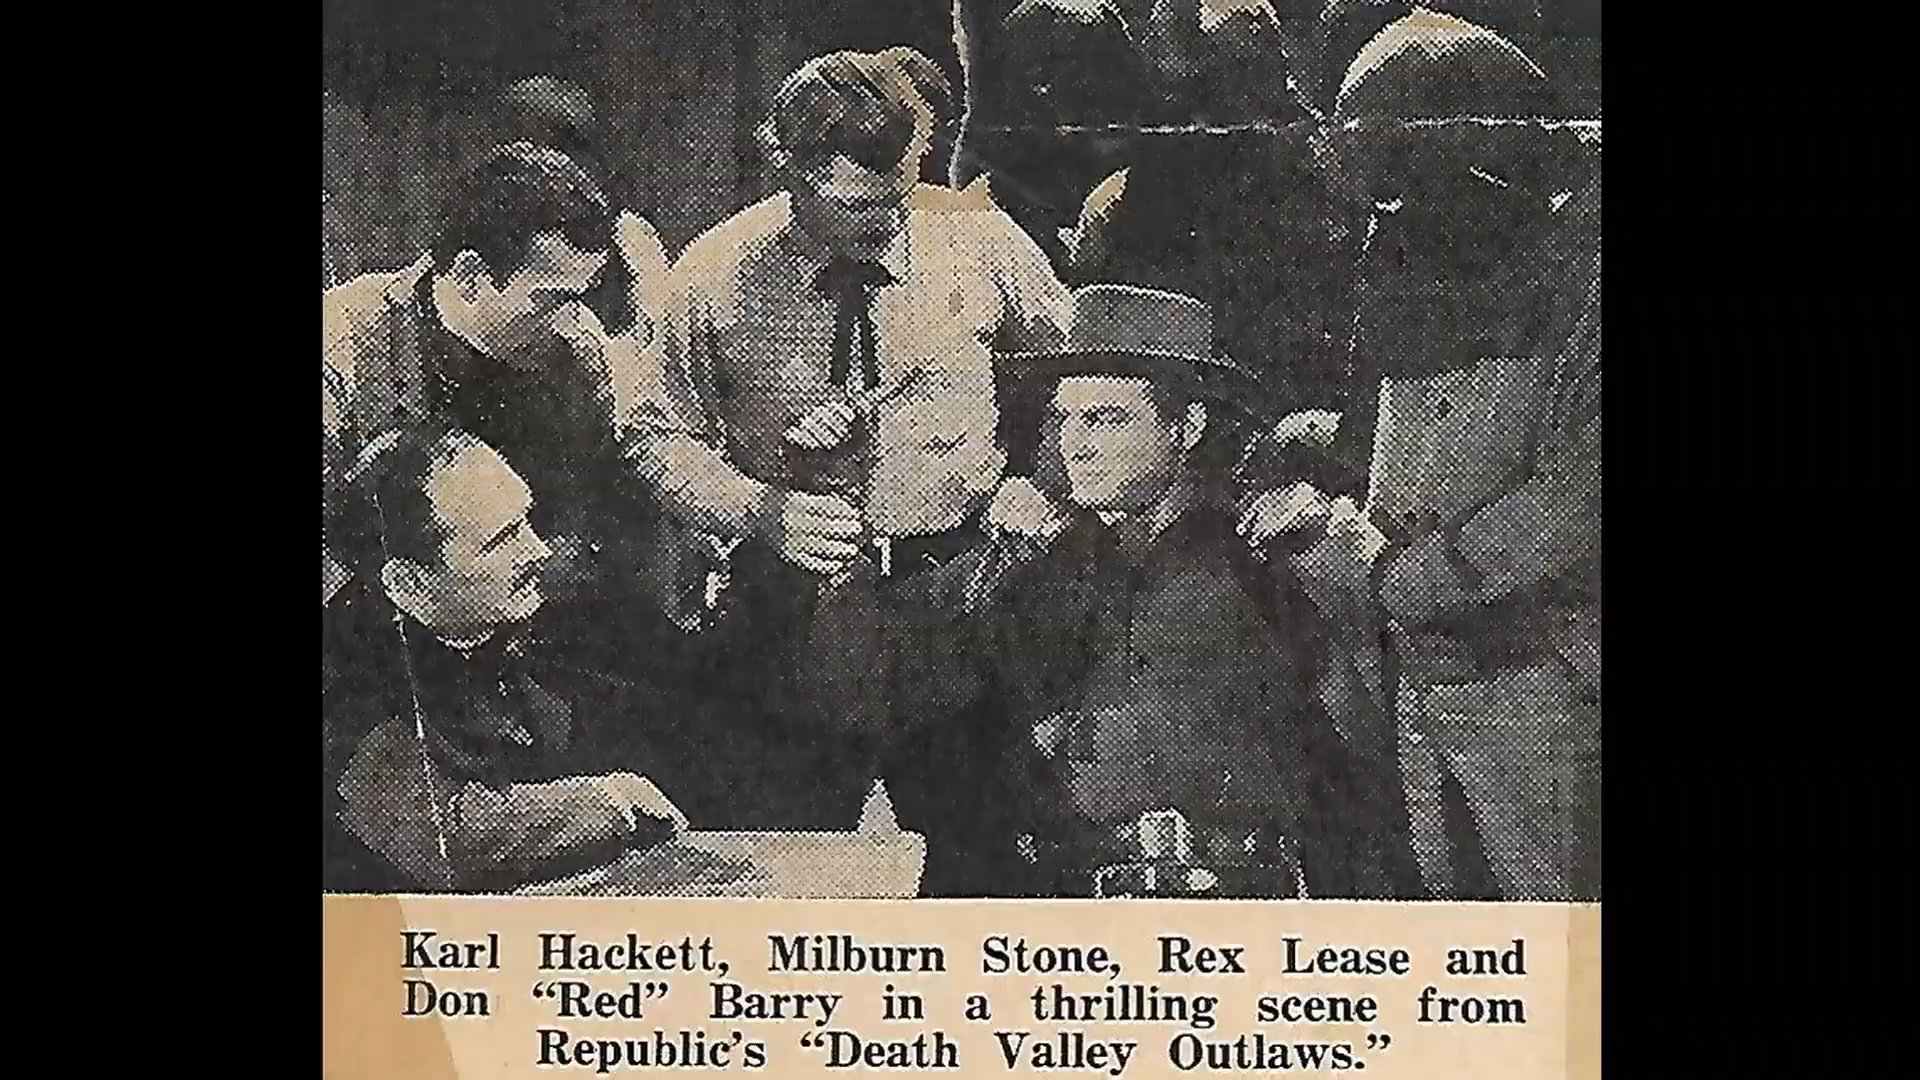 Karl Hackett, Milburn Stone, Rex Lease and
Don “Red” Barry in a thrilling scene from
Republic’s “Death Valley Outlaws.”